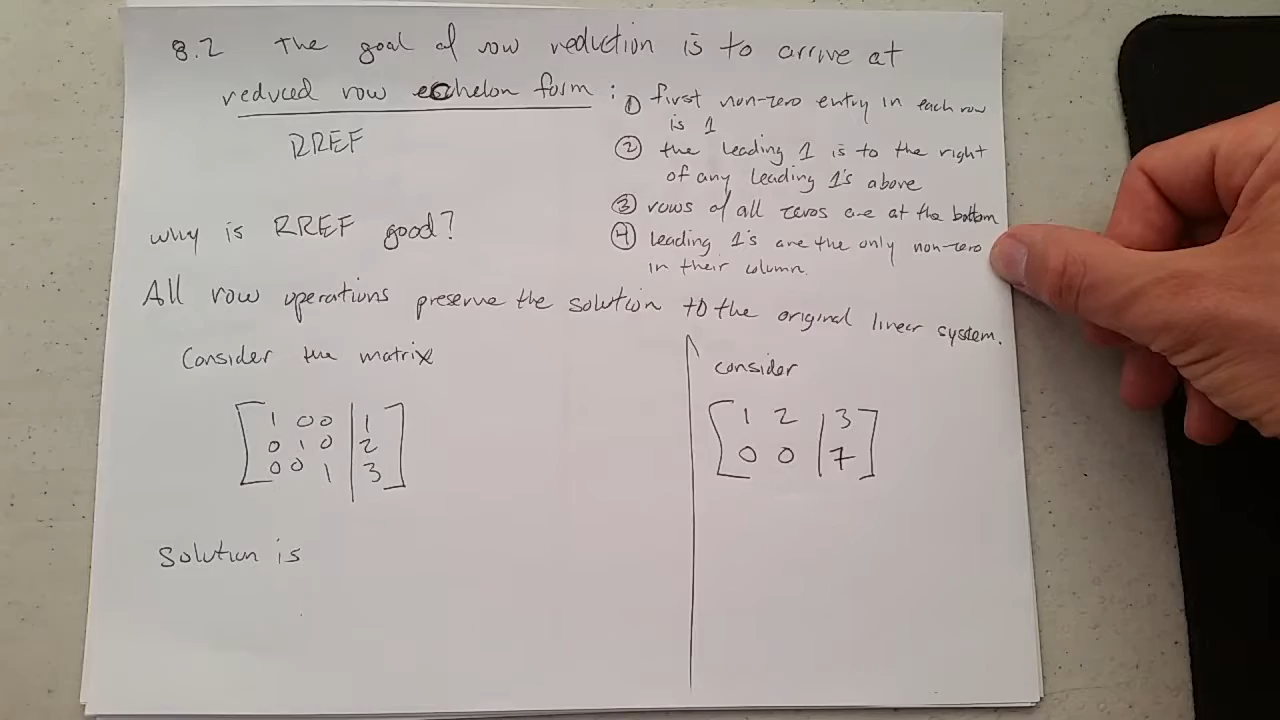 8.2 The goal of row reduction is to arrive at
reduced row echelon form :
RREF
① first non-zero entry in each row
is 1
② the leading 1 is to the right
of any leading 1's above
③ rows of all zeros are at the bottom
④ leading 1's are the only non-zero
in their column.
why is RREF good?
All row operations preserve the solution to the original linear system.
Consider the matrix
1 0 0 | 1
0 1 0 | 2
0 0 1 | 3
Solution is
consider
1 2 | 3
0 0 | 7